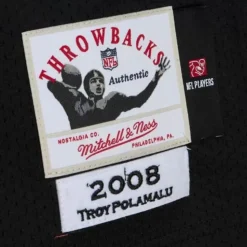 THROWBACKS
NFL
Authentic
NFL PLAYERS
NOSTALGIA CO.
PHILADELPHIA, PA.
Mitchell & Ness
2008
TROY POLAMALU